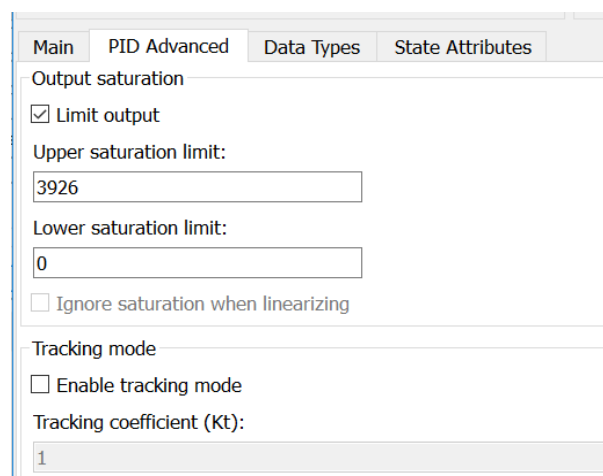 Main PID Advanced Data Types State Attributes
Output saturation
Limit output
Upper saturation limit:
3926
Lower saturation limit:
0
Ignore saturation when linearizing
Tracking mode
Enable tracking mode
Tracking coefficient (Kt):
1